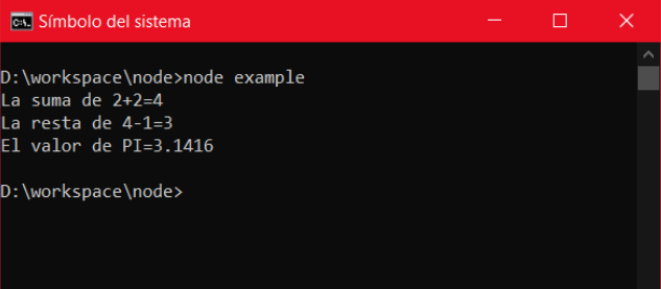 Símbolo del sistema
D:\workspace\node>node example
La suma de 2+2=4
La resta de 4-1=3
El valor de PI=3.1416
D:\workspace\node>